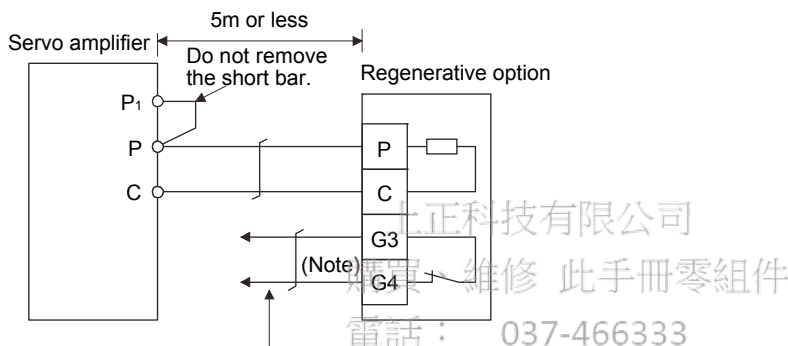 5m or less
Servo amplifier
Do not remove
the short bar.
Regenerative option
P1
P
P
C
C
上正科技有限公司
G3
(Note)
G4
購買、維修 此手冊零組件
電話： 037-466333